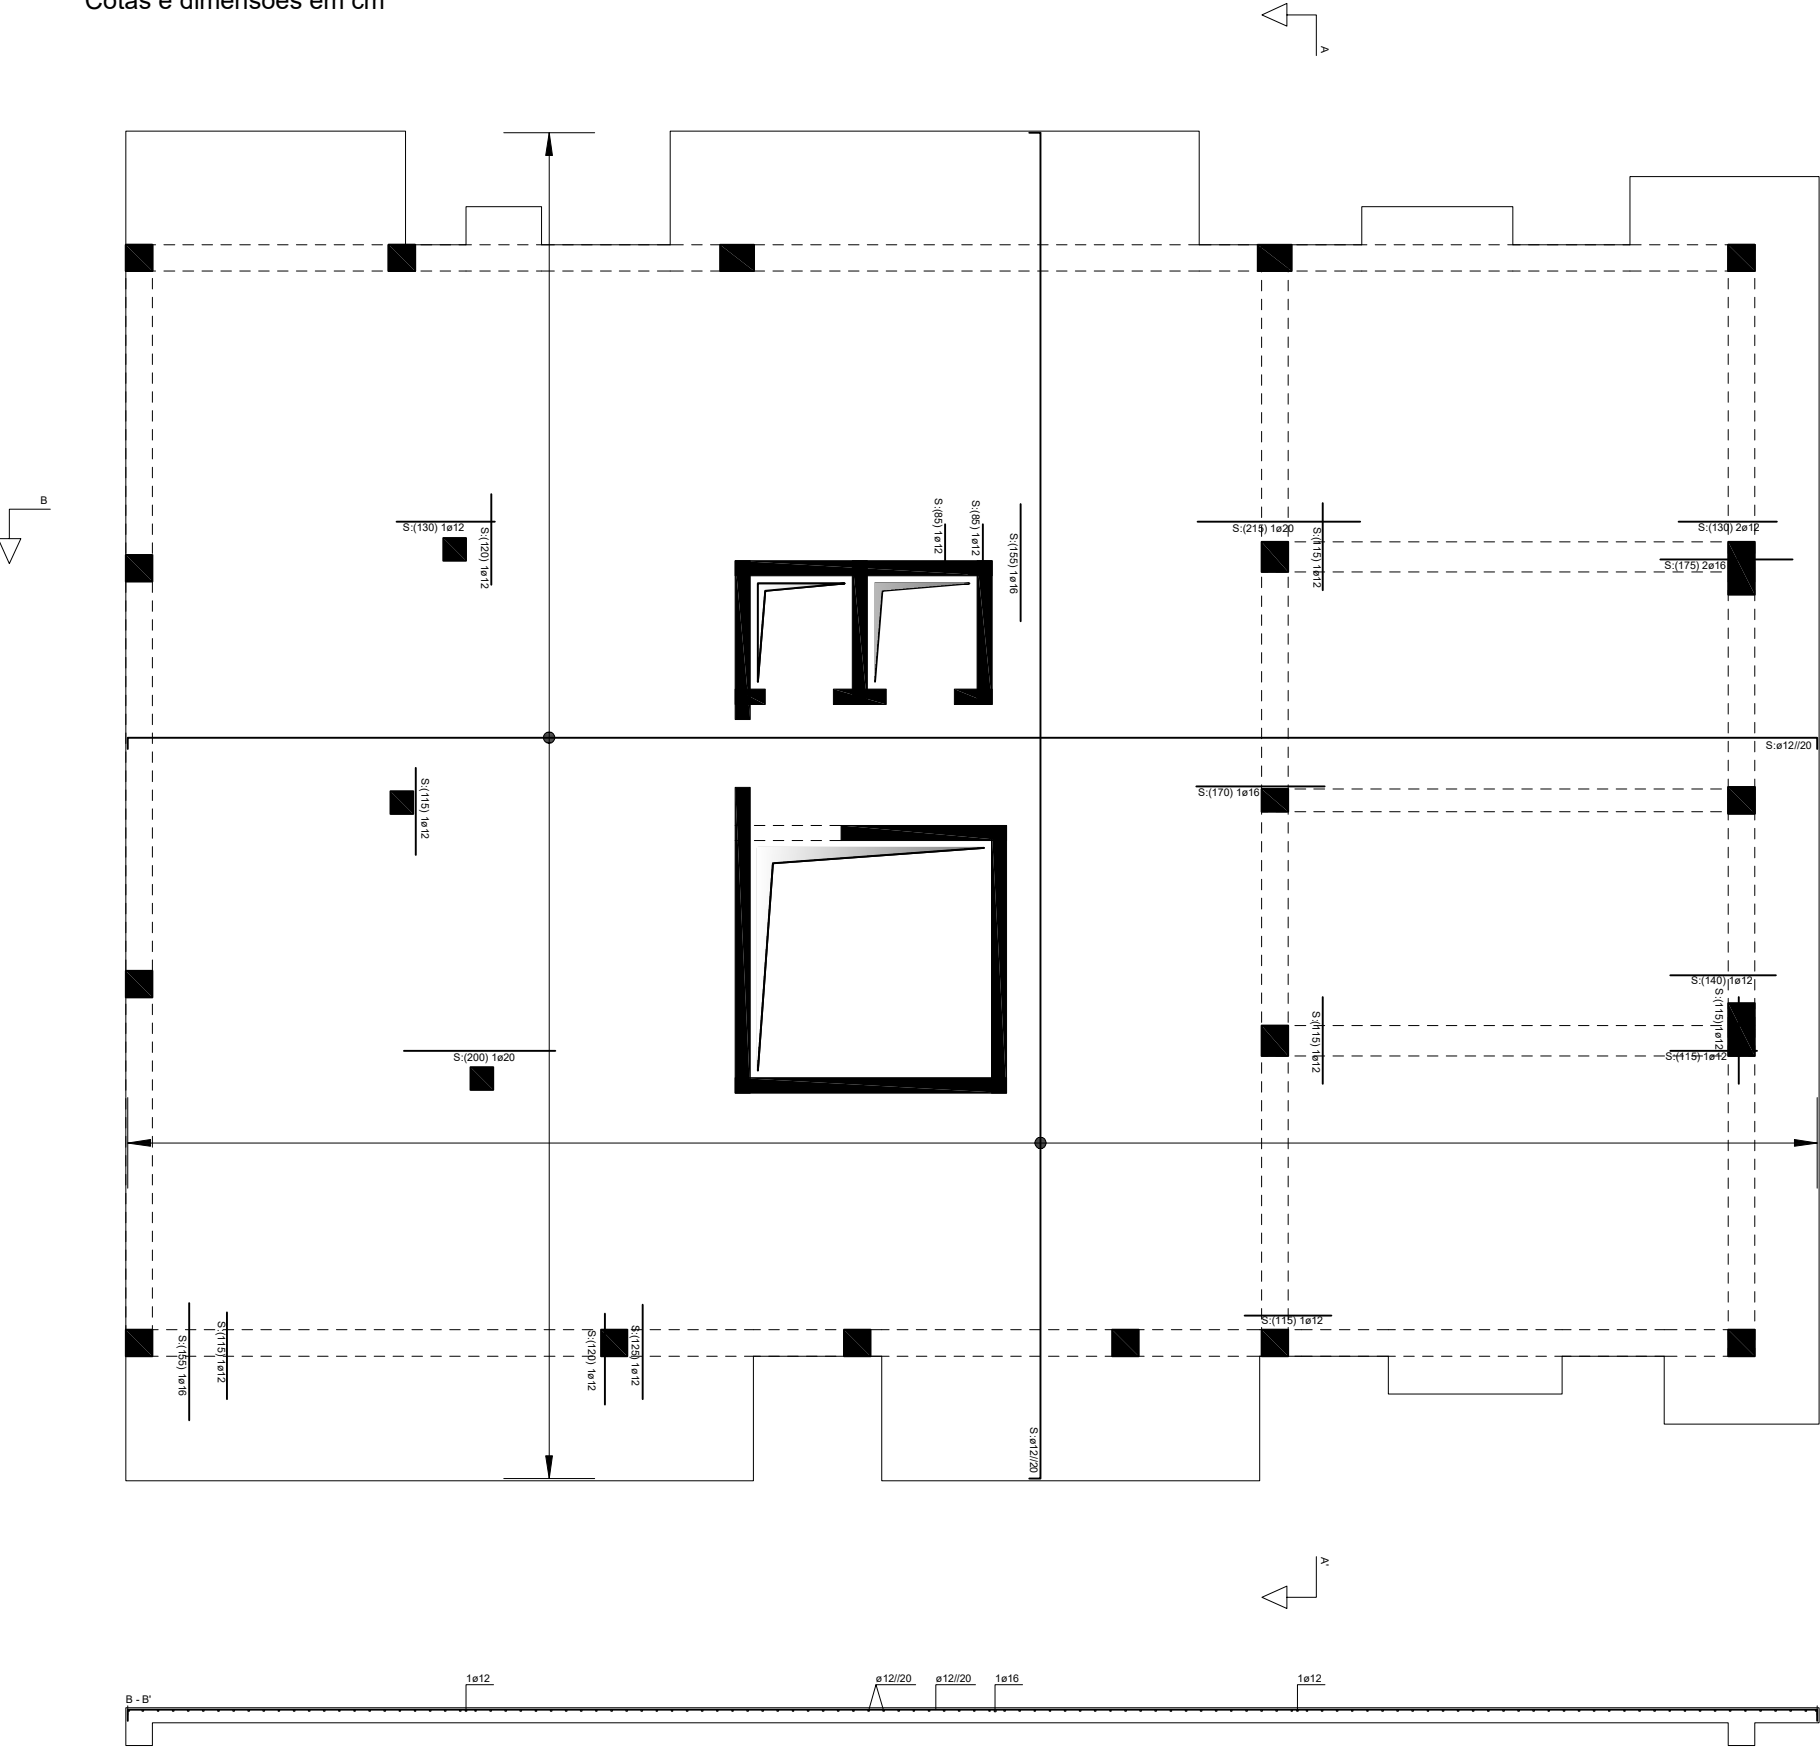 Cotas e dimensões em cm
A
B
S:(130) 1ø12
S:(120) 1ø12
S:(85) 1ø12
S:(85) 1ø12
S:(155) 1ø16
S:(215) 1ø20
S:(115) 1ø12
S:(130) 2ø12
S:(175) 2ø16
S:ø12//20
S:(115) 1ø12
S:(170) 1ø16
S:(140) 1ø12
S:(115) 1ø12
S:(115) 1ø12
S:(115) 1ø12
S:(200) 1ø20
S:(155) 1ø16
S:(115) 1ø12
S:(120) 1ø12
S:(125) 1ø12
S:(115) 1ø12
S:ø12//20
A'
1ø12
ø12//20
ø12//20
1ø16
1ø12
B - B'